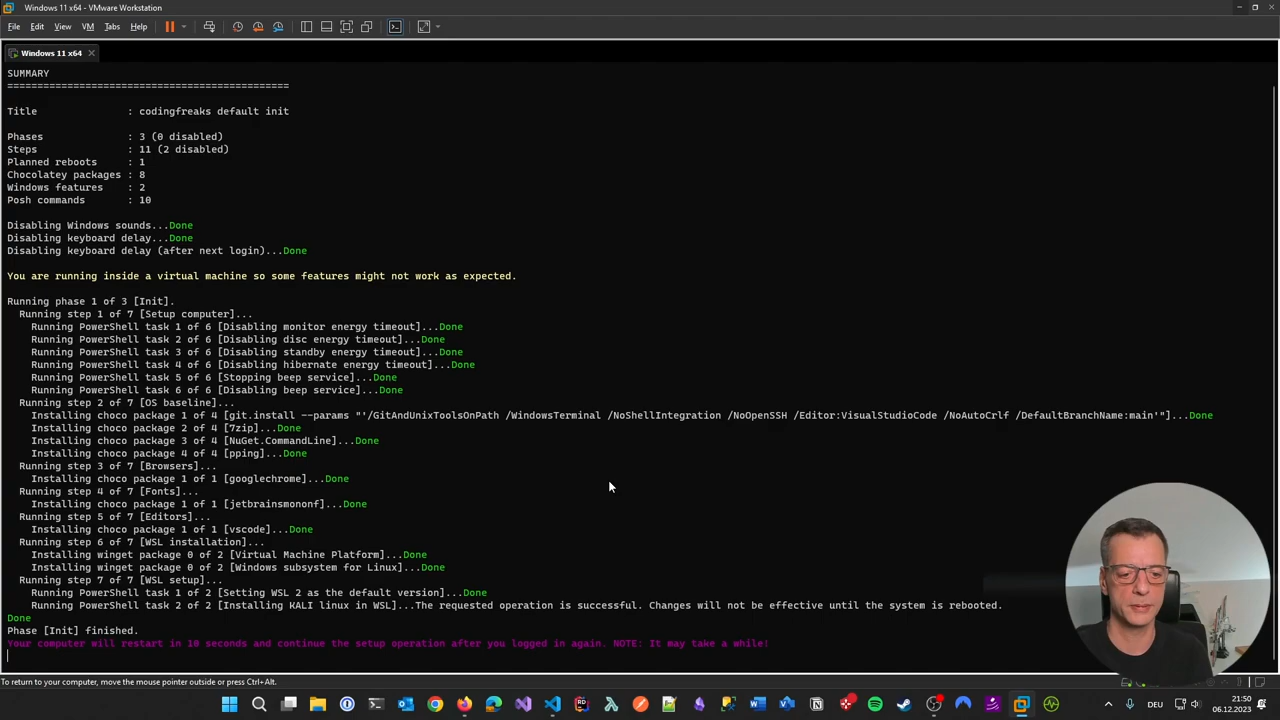 Windows 11 x64 - VMware Workstation
File Edit View VM Tabs Help
Windows 11 x64
SUMMARY
===============================================
Title : codingfreaks default init
Phases : 3 (0 disabled)
Steps : 11 (2 disabled)
Planned reboots : 1
Chocolatey packages : 8
Windows features : 2
Posh commands : 10
Disabling Windows sounds...Done
Disabling keyboard delay...Done
Disabling keyboard delay (after next login)...Done
You are running inside a virtual machine so some features might not work as expected.
Running phase 1 of 3 [Init].
Running step 1 of 7 [Setup computer]...
Running PowerShell task 1 of 6 [Disabling monitor energy timeout]...Done
Running PowerShell task 2 of 6 [Disabling disc energy timeout]...Done
Running PowerShell task 3 of 6 [Disabling standby energy timeout]...Done
Running PowerShell task 4 of 6 [Disabling hibernate energy timeout]...Done
Running PowerShell task 5 of 6 [Stopping beep service]...Done
Running PowerShell task 6 of 6 [Disabling beep service]...Done
Running step 2 of 7 [OS baseline]...
Installing choco package 1 of 4 [git.install --params "'/GitAndUnixToolsOnPath /WindowsTerminal /NoShellIntegration /NoOpenSSH /Editor:VisualStudioCode /NoAutoCrlf /DefaultBranchName:main'"]...Done
Installing choco package 2 of 4 [7zip]...Done
Installing choco package 3 of 4 [NuGet.CommandLine]...Done
Installing choco package 4 of 4 [pping]...Done
Running step 3 of 7 [Browsers]...
Installing choco package 1 of 1 [googlechrome]...Done
Running step 4 of 7 [Fonts]...
Installing choco package 1 of 1 [jetbrainsmononf]...Done
Running step 5 of 7 [Editors]...
Installing choco package 1 of 1 [vscode]...Done
Running step 6 of 7 [WSL installation]...
Installing winget package 0 of 2 [Virtual Machine Platform]...Done
Installing winget package 0 of 2 [Windows subsystem for Linux]...Done
Running step 7 of 7 [WSL setup]...
Running PowerShell task 1 of 2 [Setting WSL 2 as the default version]...Done
Running PowerShell task 2 of 2 [Installing KALI linux in WSL]...The requested operation is successful. Changes will not be effective until the system is rebooted.
Done
Phase [Init] finished.
Your computer will restart in 10 seconds and continue the setup operation after you logged in again. NOTE: It may take a while!
To return to your computer, move the mouse pointer outside or press Ctrl+Alt.
DEU
21:50
06.12.2023